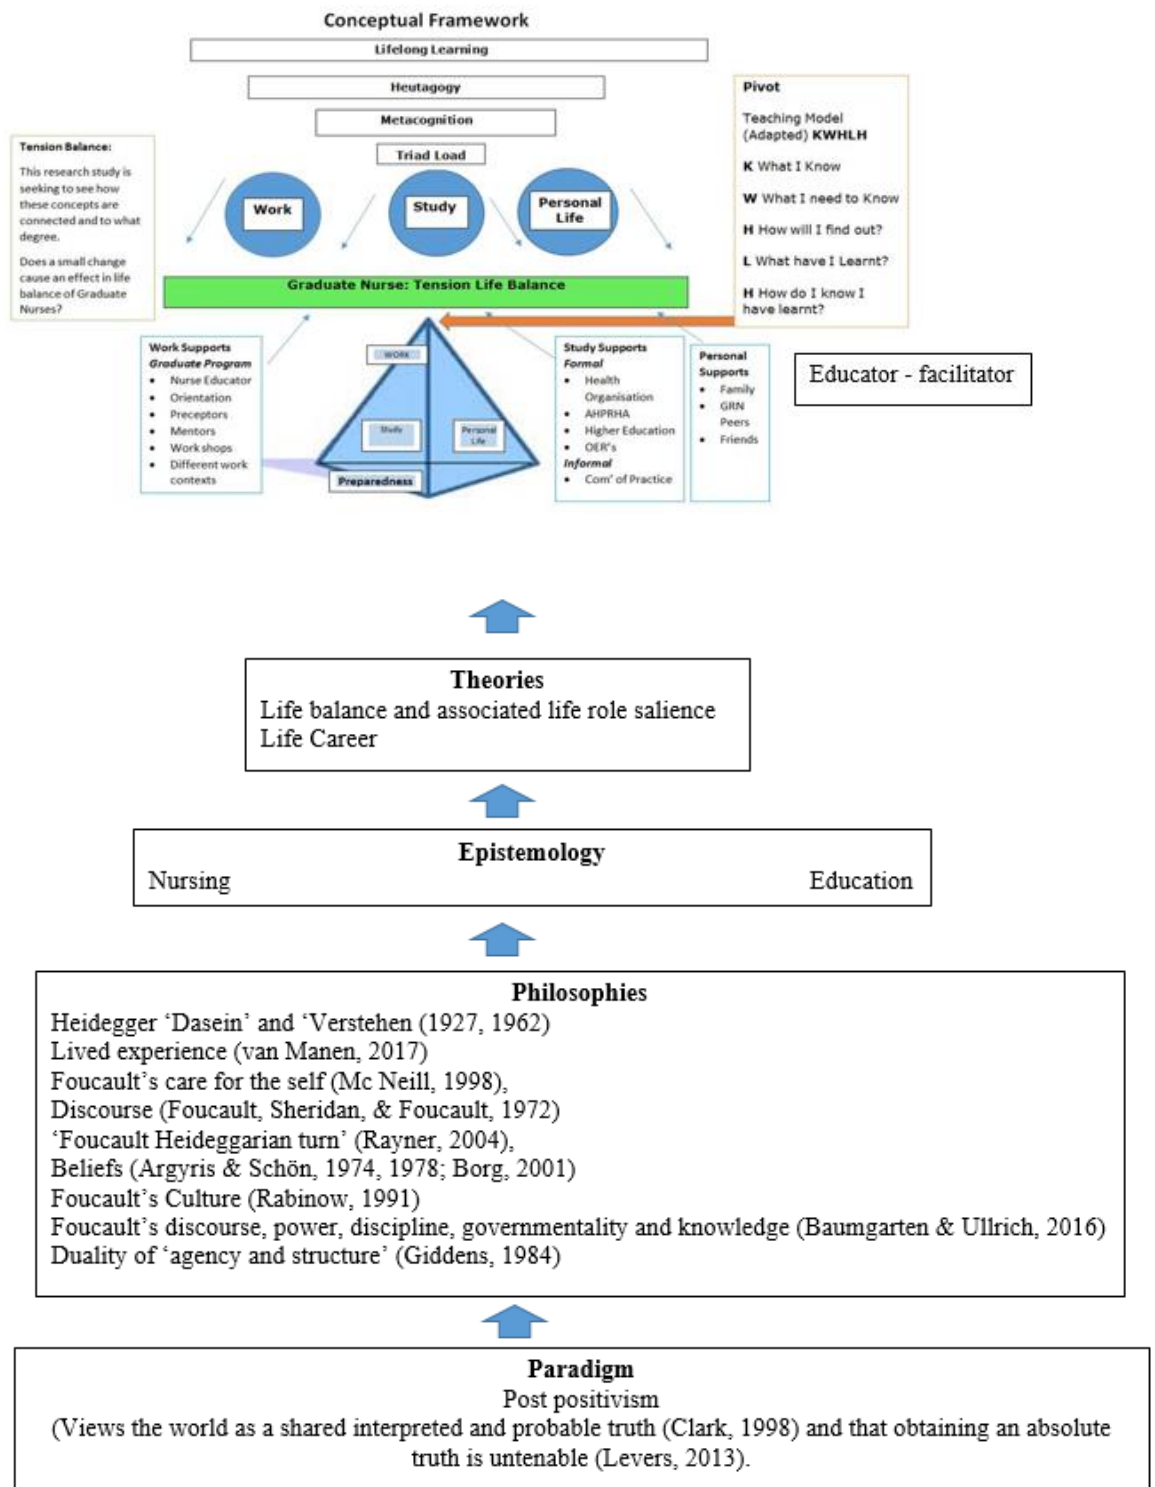 Conceptual Framework
Lifelong Learning
Heutagogy
Metacognition
Triad Load
Tension Balance:
This research study is
seeking to see how
these concepts are
connected and to what
degree.
Does a small change
cause an effect in life
balance of Graduate
Nurses?
Work
Study
Personal
Life
Pivot
Teaching Model
(Adapted) KWHLH
K What I Know
W What I need to Know
H How will I find out?
L What have I Learnt?
H How do I know I
have learnt?
Graduate Nurse: Tension Life Balance
Work Supports
Graduate Program
• Nurse Educator
• Orientation
• Preceptors
• Mentors
• Work shops
• Different work
contexts
WORK
Study
Personal
Life
Preparedness
Study Supports
Formal
• Health
Organisation
• AHPRHA
• Higher Education
• OER's
Informal
• Com' of Practice
Personal
Supports
• Family
• GRN
Peers
• Friends
Educator - facilitator
Theories
Life balance and associated life role salience
Life Career
Epistemology
Nursing Education
Philosophies
Heidegger ‘Dasein’ and ‘Verstehen (1927, 1962)
Lived experience (van Manen, 2017)
Foucault’s care for the self (Mc Neill, 1998),
Discourse (Foucault, Sheridan, & Foucault, 1972)
‘Foucault Heideggarian turn’ (Rayner, 2004),
Beliefs (Argyris & Schön, 1974, 1978; Borg, 2001)
Foucault’s Culture (Rabinow, 1991)
Foucault’s discourse, power, discipline, governmentality and knowledge (Baumgarten & Ullrich, 2016)
Duality of ‘agency and structure’ (Giddens, 1984)
Paradigm
Post positivism
(Views the world as a shared interpreted and probable truth (Clark, 1998) and that obtaining an absolute
truth is untenable (Levers, 2013).